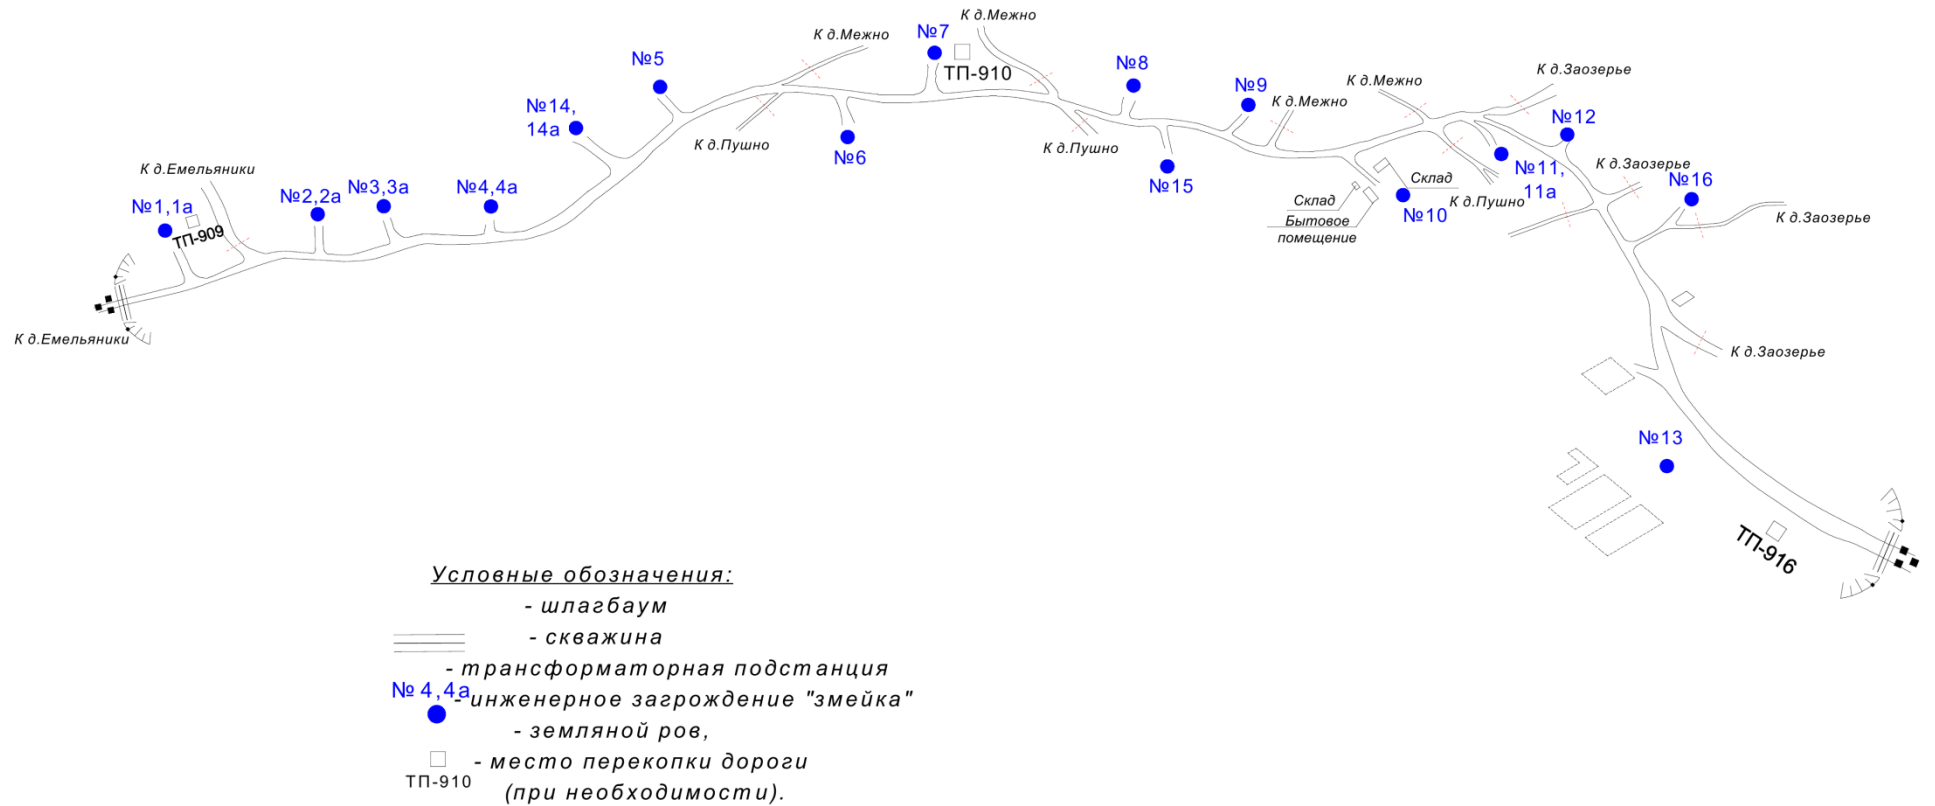 К д.Межно
К д.Межно
№7
ТП-910
№5
№8
№14,
14а
№9
К д.Межно
К д.Межно
К д.Заозерье
№12
К д.Пушно
№6
К д.Пушно
№15
К д.Емельяники
№1,1а
ТП-909
№2,2а
№3,3а
№4,4а
Склад
Склад
Бытовое
помещение
№10
К д.Пушно
№11,
11а
К д.Заозерье
№16
К д.Заозерье
К д.Емельяники
К д.Заозерье
№13
ТП-916
Условные обозначения:
- шлагбаум
- скважина
- трансформаторная подстанция
№ 4,4а
- инженерное загрождение "змейка"
- земляной ров,
- место перекопки дороги
ТП-910
(при необходимости).